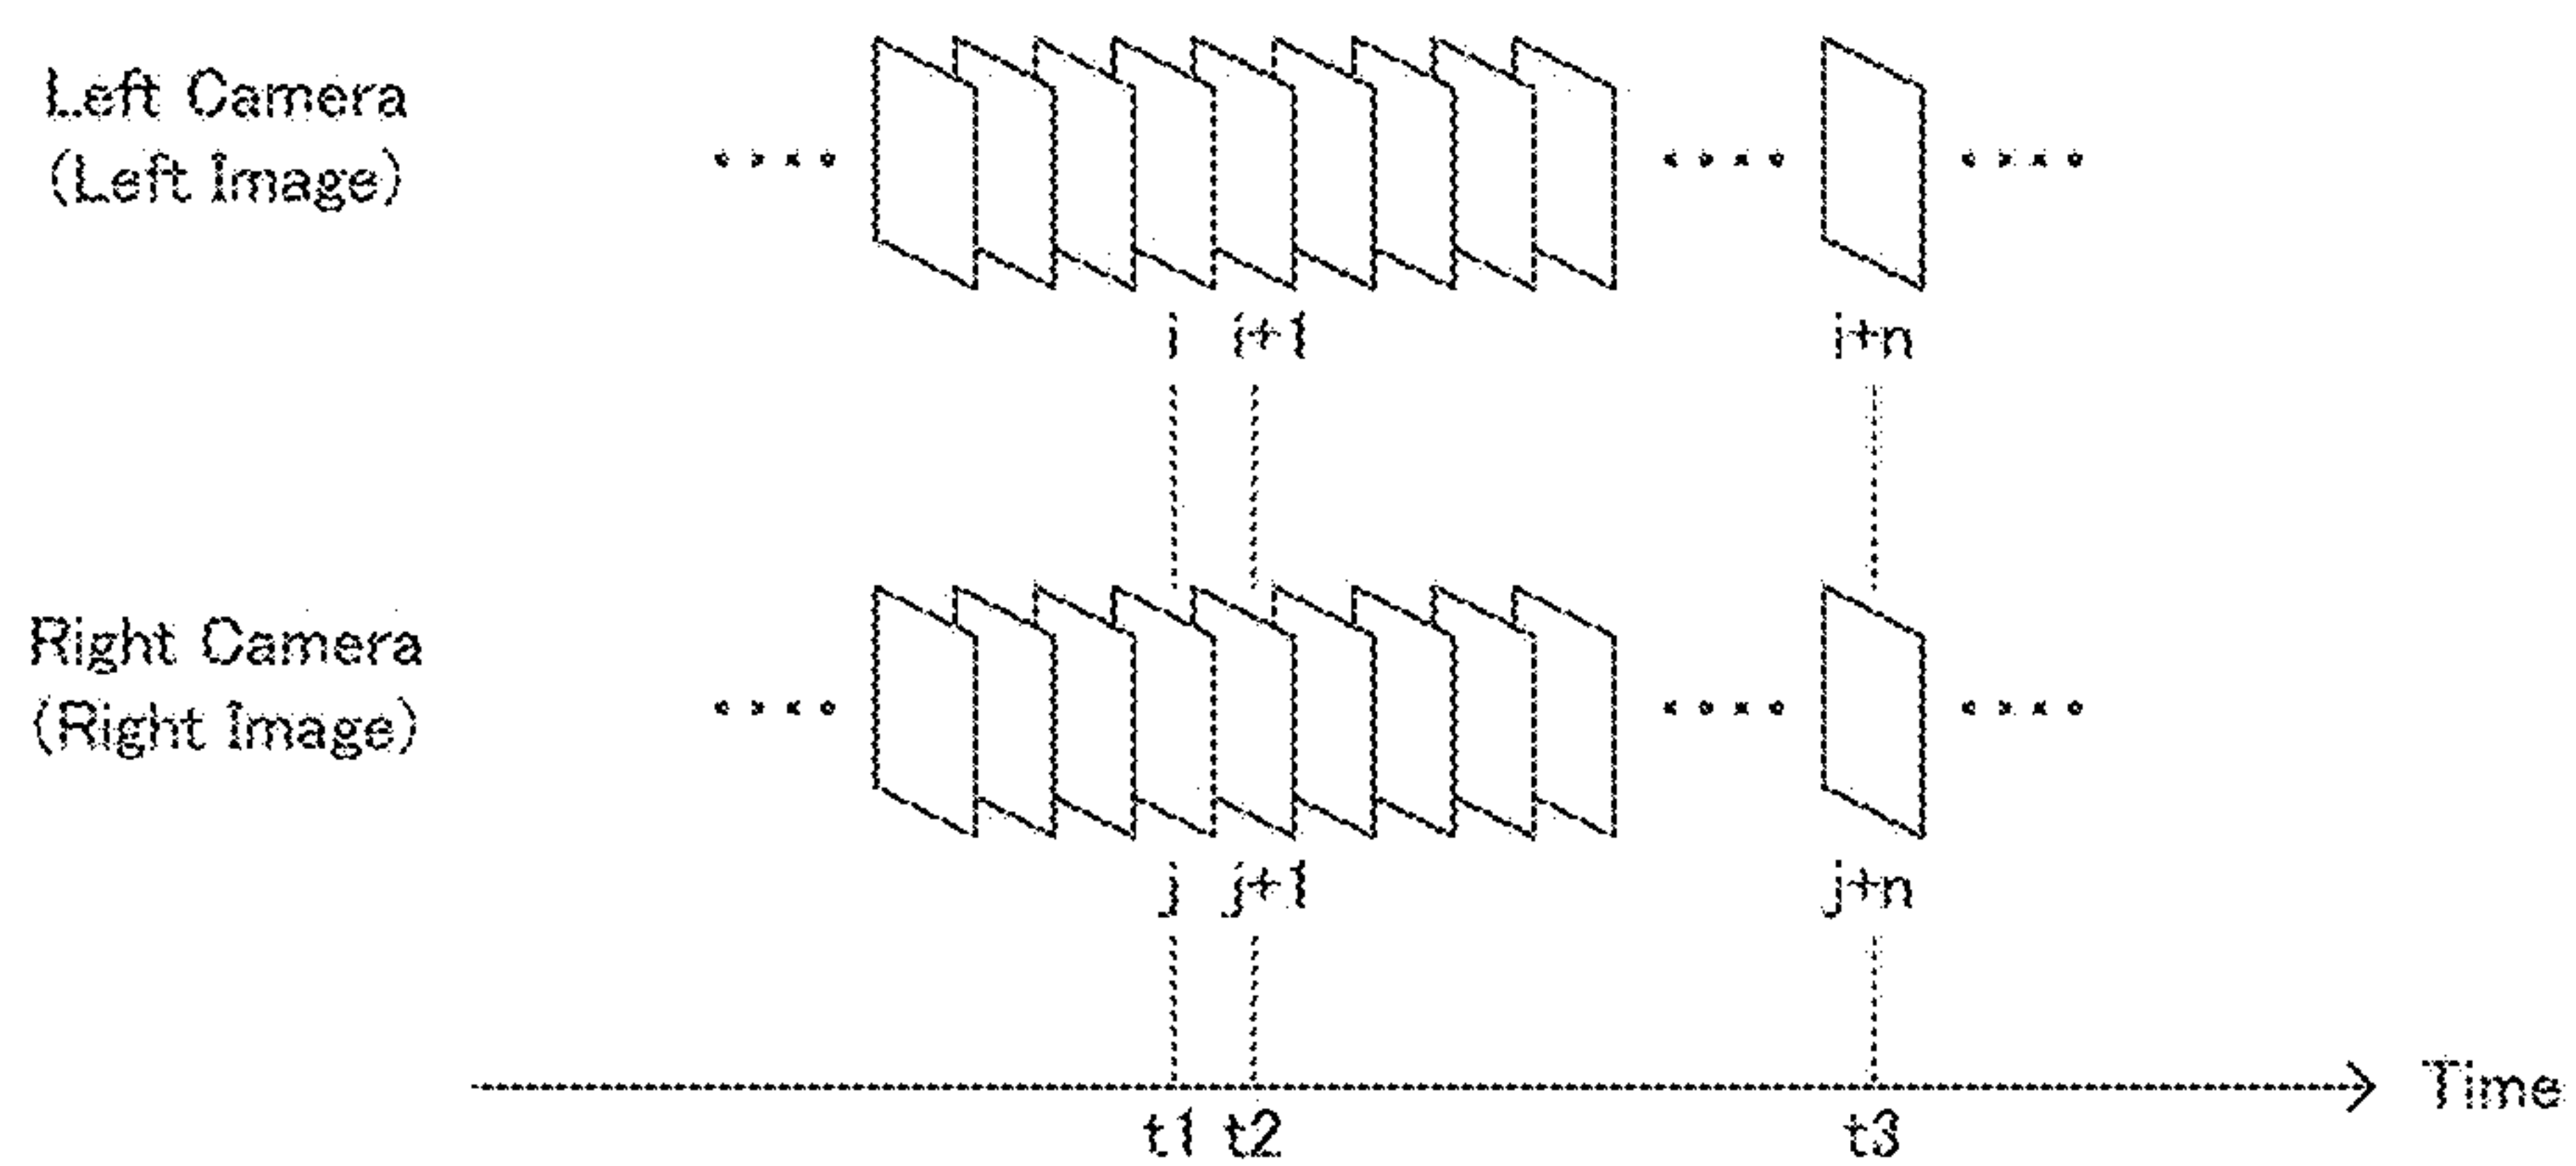 Left Camera
(Left Image)
i i+1 i+n
Right Camera
(Right Image)
j j+1 j+n
Time
t1 t2 t3